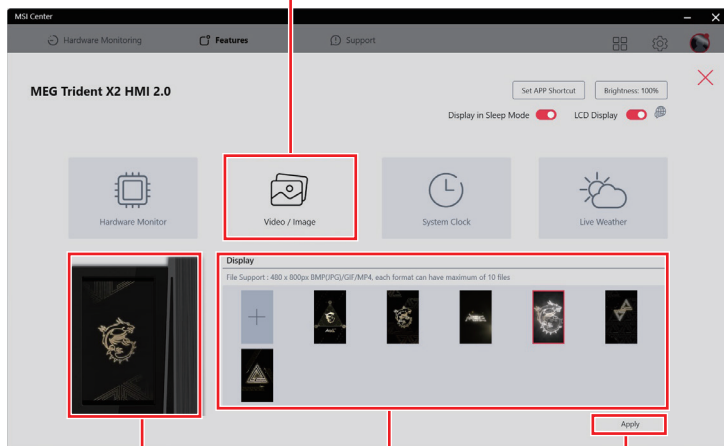 MSI Center
Hardware Monitoring
Features
Support
MEG Trident X2 HMI 2.0
Set APP Shortcut
Brightness: 100%
Display in Sleep Mode
LCD Display
Hardware Monitor
Video / Image
System Clock
Live Weather
Display
File Support : 480 x 800px BMP(JPG)/GIF/MP4, each format can have maximum of 10 files
Apply